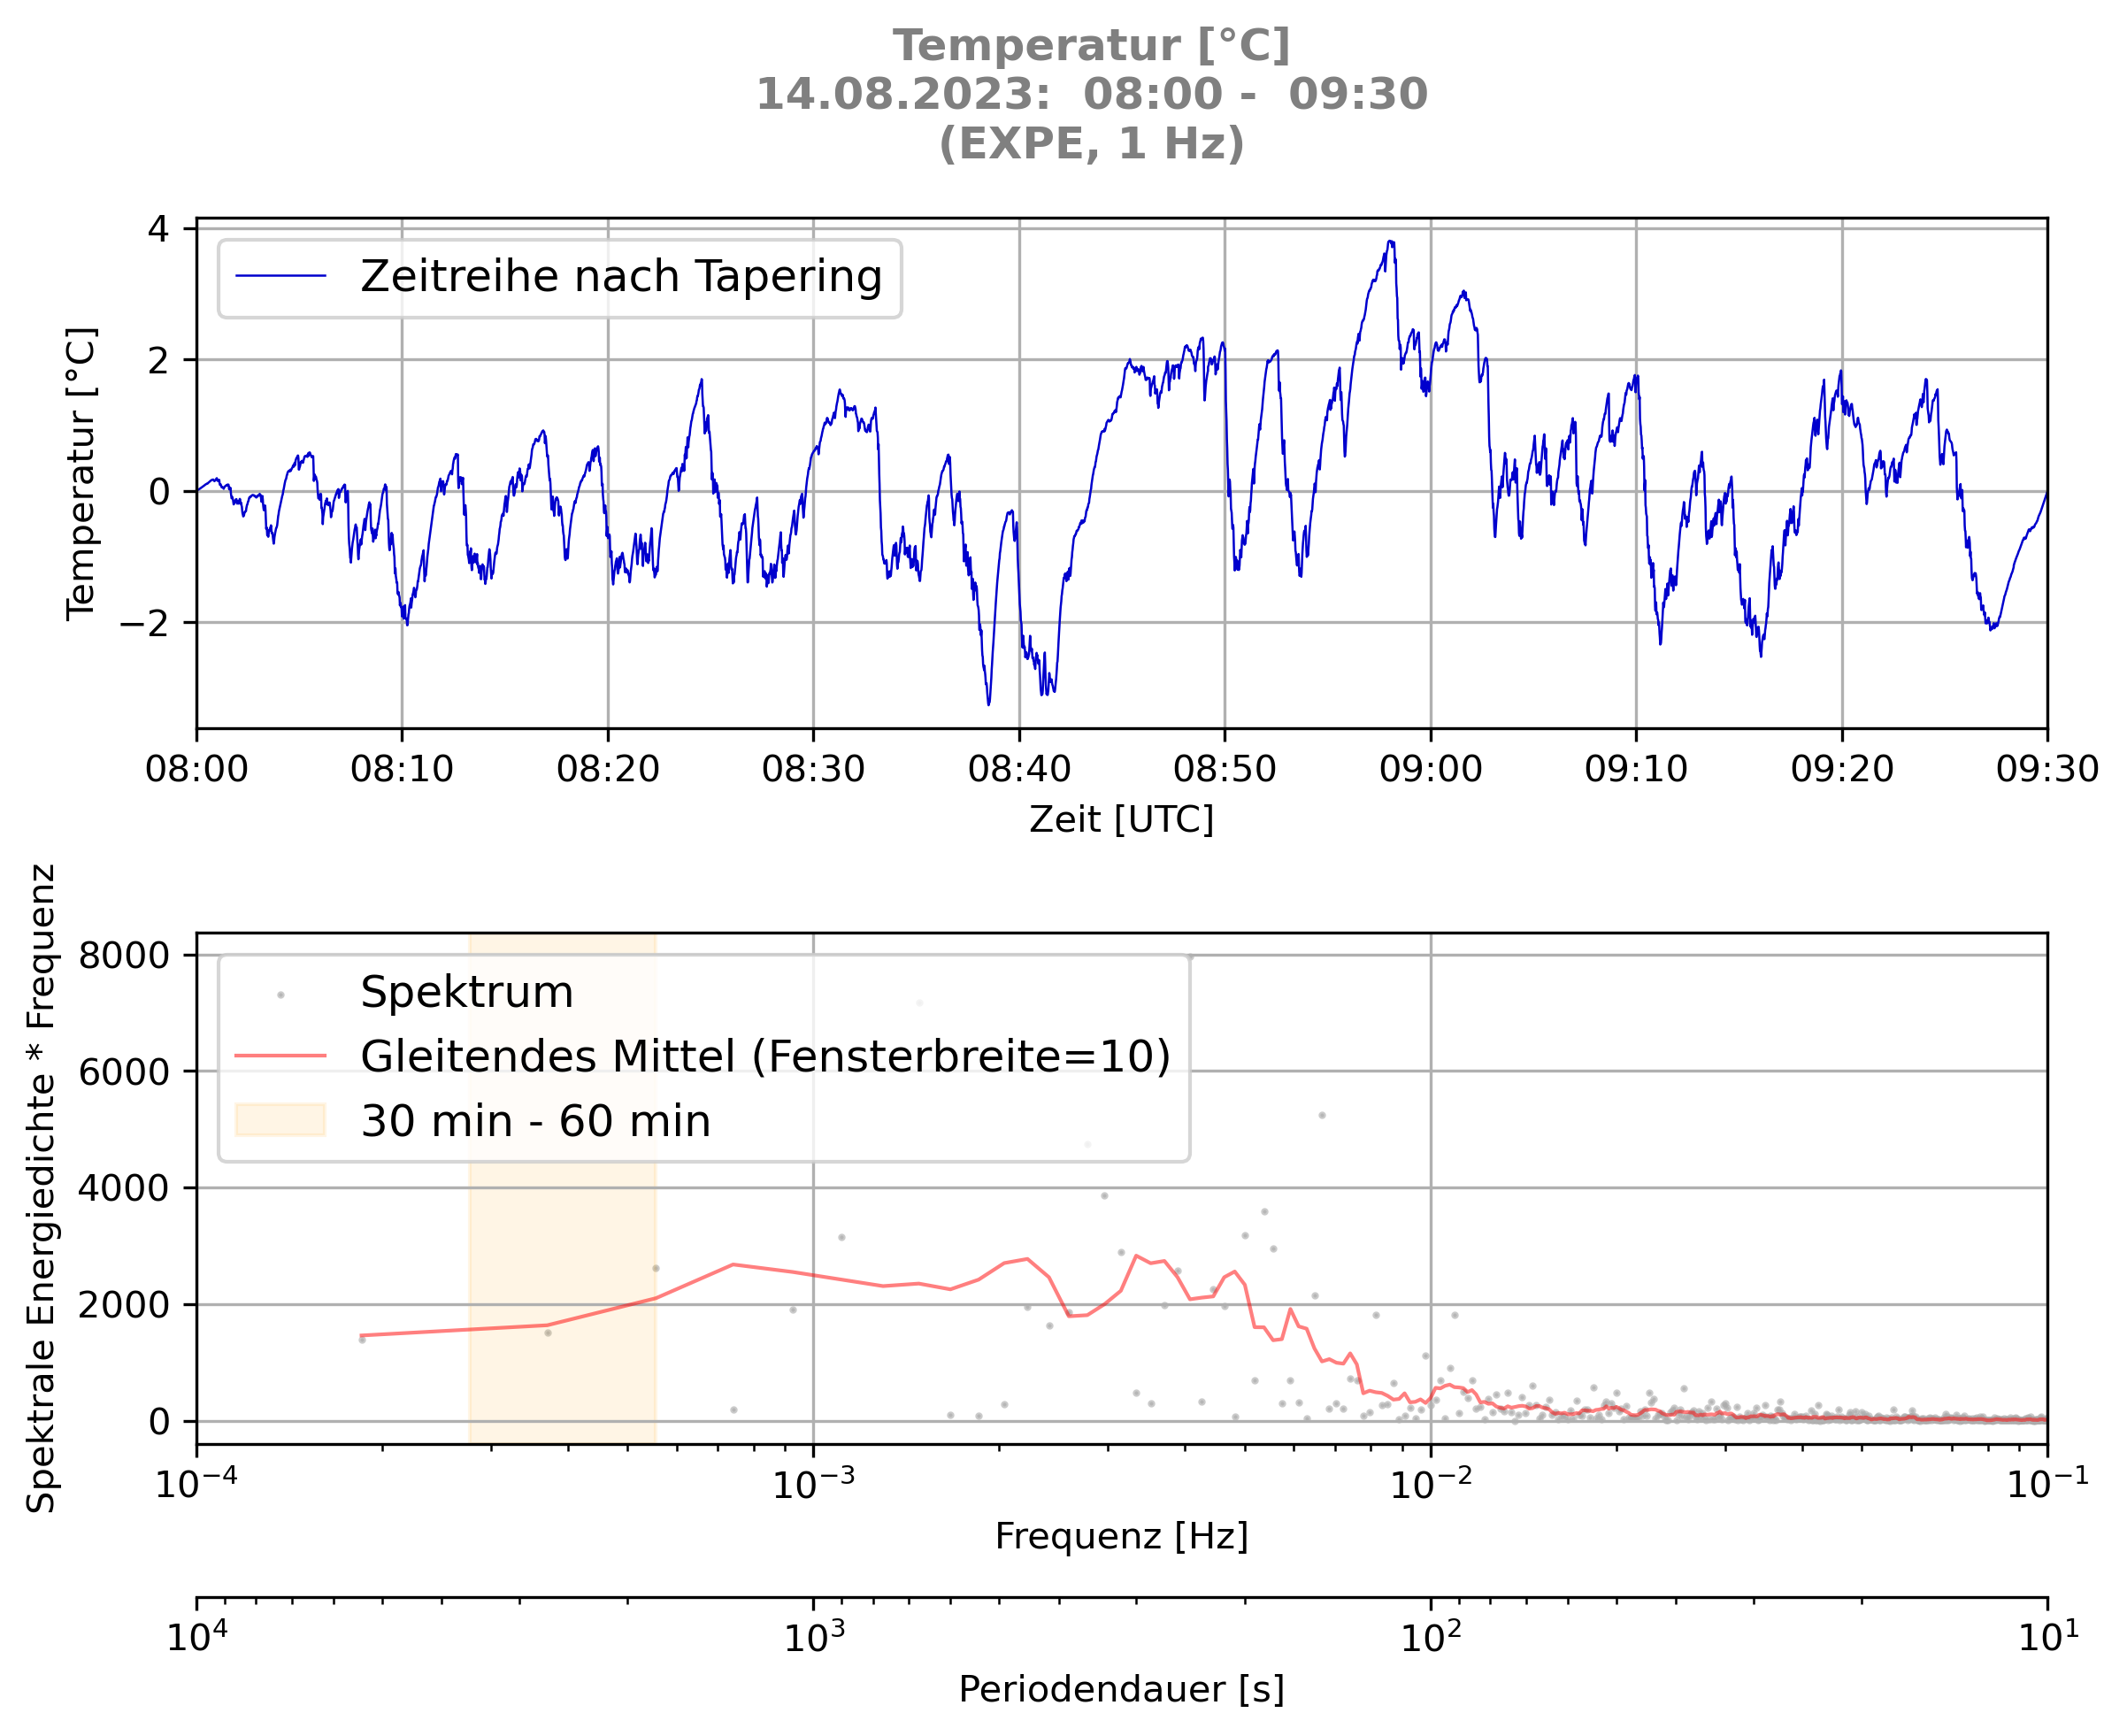 Temperatur [°C]
14.08.2023:  08:00 -  09:30
(EXPE, 1 Hz)
Temperatur [°C]
4
2
0
−2
Zeitreihe nach Tapering
08:00 08:10 08:20 08:30 08:40 08:50 09:00 09:10 09:20 09:30
Zeit [UTC]
Spektrale Energiedichte * Frequenz
8000
6000
4000
2000
0
Spektrum
Gleitendes Mittel (Fensterbreite=10)
30 min - 60 min
10⁻⁴ 10⁻³ 10⁻² 10⁻¹
Frequenz [Hz]
10⁴ 10³ 10² 10¹
Periodendauer [s]